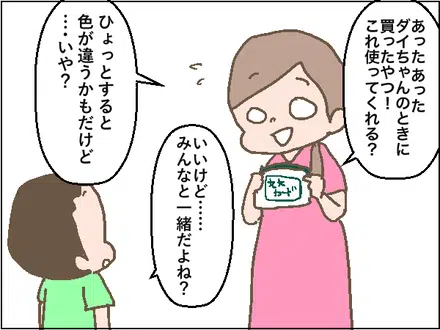 あったあった
ダイちゃんのときに
買ったやつ！
これ使ってくれる？
ひょっとすると
色が違うかもだけど
……いや？
いいけど……
みんなと一緒だよね？
カード